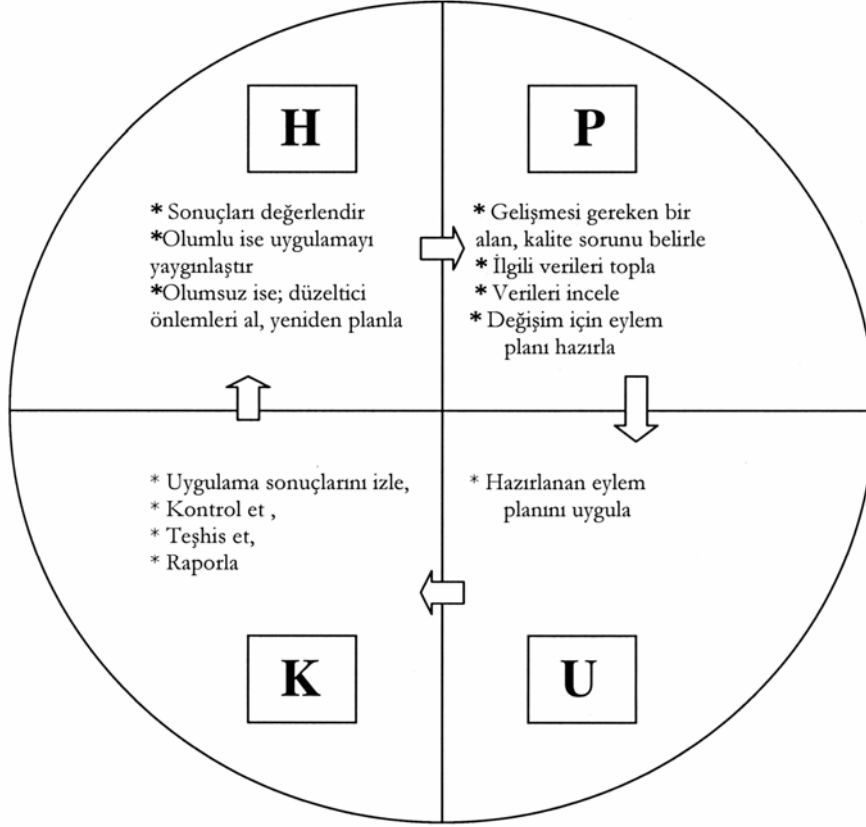 H
* Sonuçları değerlendir
*Olumlu ise uygulamayı
yaygınlaştır
*Olumsuz ise; düzeltici
önlemleri al, yeniden planla
P
* Gelişmesi gereken bir
alan, kalite sorunu belirle
* İlgili verileri topla
* Verileri incele
* Değişim için eylem
planı hazırla
* Uygulama sonuçlarını izle,
* Kontrol et ,
* Teşhis et,
* Raporla
K
* Hazırlanan eylem
planını uygula
U